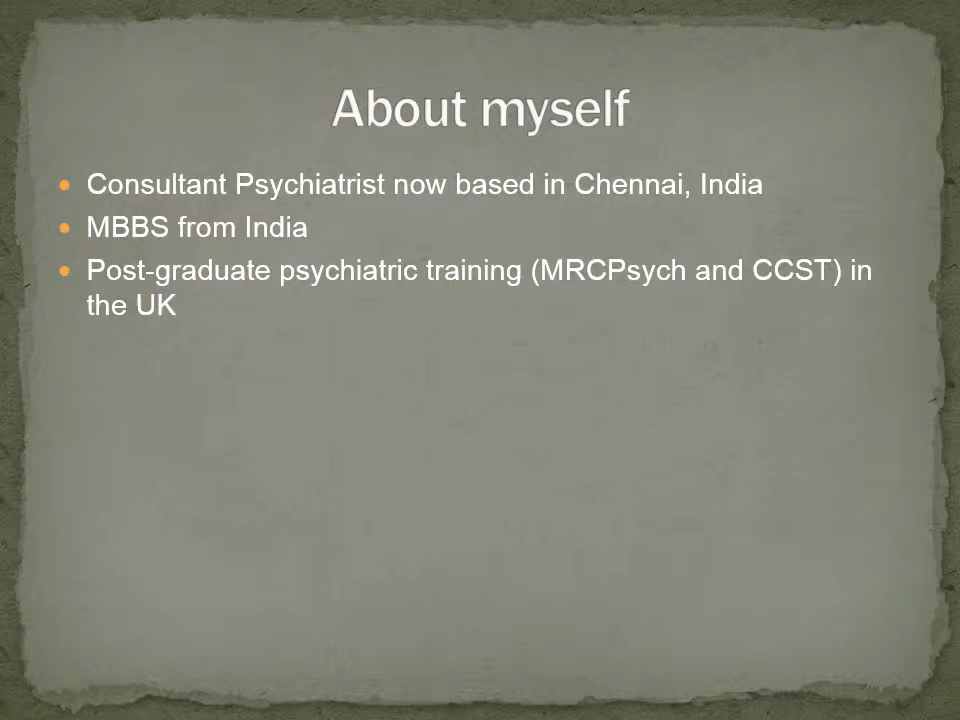 About myself
• Consultant Psychiatrist now based in Chennai, India
• MBBS from India
• Post-graduate psychiatric training (MRCPsych and CCST) in
the UK